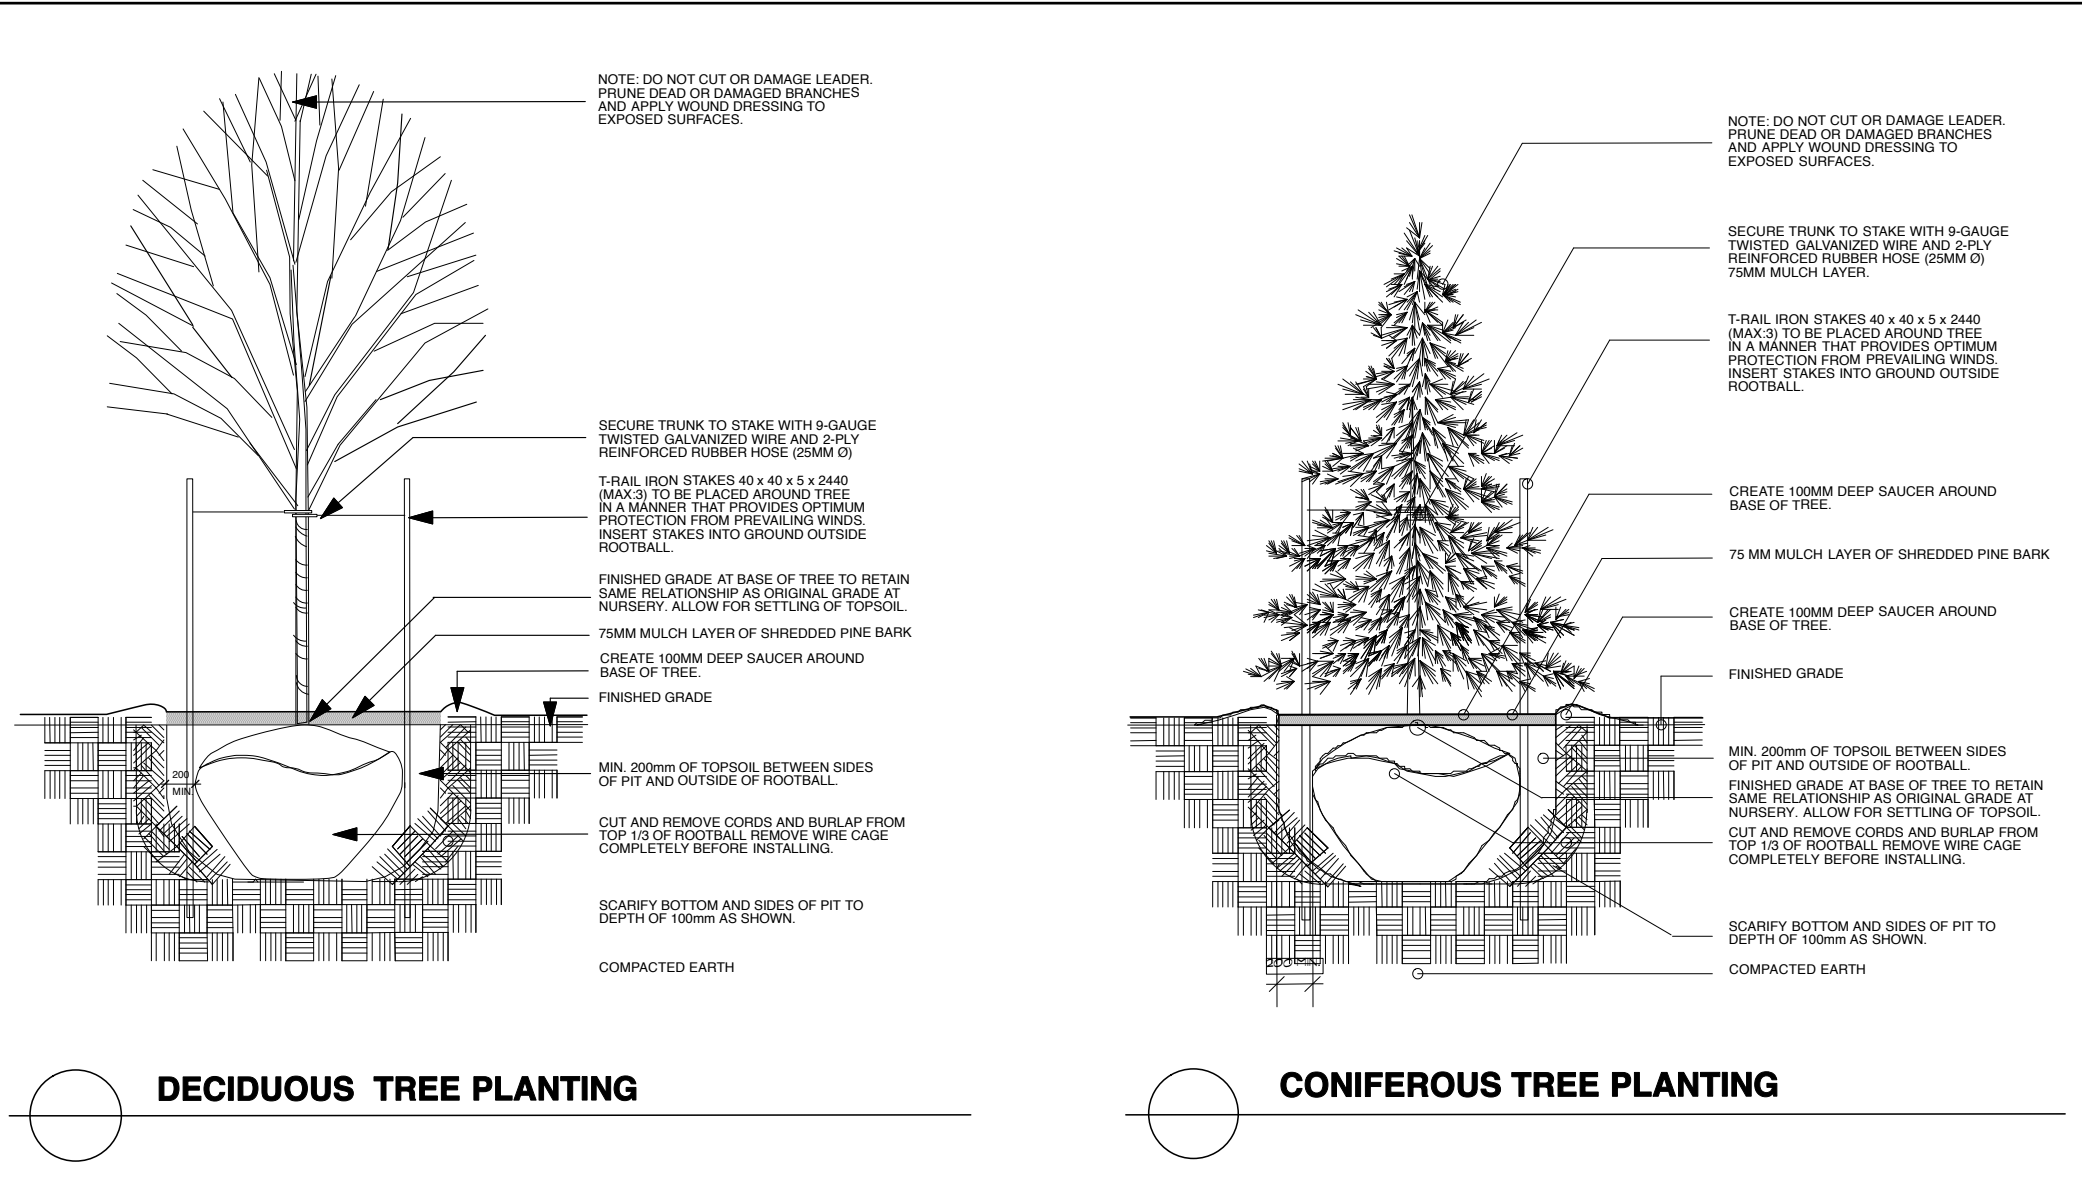 NOTE: DO NOT CUT OR DAMAGE LEADER.
PRUNE DEAD OR DAMAGED BRANCHES
AND APPLY WOUND DRESSING TO
EXPOSED SURFACES.
SECURE TRUNK TO STAKE WITH 9-GAUGE
TWISTED GALVANIZED WIRE AND 2-PLY
REINFORCED RUBBER HOSE (25MM Ø)
T-RAIL IRON STAKES 40 x 40 x 5 x 2440
(MAX:3) TO BE PLACED AROUND TREE
IN A MANNER THAT PROVIDES OPTIMUM
PROTECTION FROM PREVAILING WINDS.
INSERT STAKES INTO GROUND OUTSIDE
ROOTBALL.
FINISHED GRADE AT BASE OF TREE TO RETAIN
SAME RELATIONSHIP AS ORIGINAL GRADE AT
NURSERY. ALLOW FOR SETTLING OF TOPSOIL.
75MM MULCH LAYER OF SHREDDED PINE BARK
CREATE 100MM DEEP SAUCER AROUND
BASE OF TREE.
FINISHED GRADE
MIN. 200mm OF TOPSOIL BETWEEN SIDES
OF PIT AND OUTSIDE OF ROOTBALL.
200
MIN.
CUT AND REMOVE CORDS AND BURLAP FROM
TOP 1/3 OF ROOTBALL REMOVE WIRE CAGE
COMPLETELY BEFORE INSTALLING.
SCARIFY BOTTOM AND SIDES OF PIT TO
DEPTH OF 100mm AS SHOWN.
COMPACTED EARTH
DECIDUOUS TREE PLANTING
NOTE: DO NOT CUT OR DAMAGE LEADER.
PRUNE DEAD OR DAMAGED BRANCHES
AND APPLY WOUND DRESSING TO
EXPOSED SURFACES.
SECURE TRUNK TO STAKE WITH 9-GAUGE
TWISTED GALVANIZED WIRE AND 2-PLY
REINFORCED RUBBER HOSE (25MM Ø)
75MM MULCH LAYER.
T-RAIL IRON STAKES 40 x 40 x 5 x 2440
(MAX:3) TO BE PLACED AROUND TREE
IN A MANNER THAT PROVIDES OPTIMUM
PROTECTION FROM PREVAILING WINDS.
INSERT STAKES INTO GROUND OUTSIDE
ROOTBALL.
CREATE 100MM DEEP SAUCER AROUND
BASE OF TREE.
75 MM MULCH LAYER OF SHREDDED PINE BARK
CREATE 100MM DEEP SAUCER AROUND
BASE OF TREE.
FINISHED GRADE
MIN. 200mm OF TOPSOIL BETWEEN SIDES
OF PIT AND OUTSIDE OF ROOTBALL.
FINISHED GRADE AT BASE OF TREE TO RETAIN
SAME RELATIONSHIP AS ORIGINAL GRADE AT
NURSERY. ALLOW FOR SETTLING OF TOPSOIL.
CUT AND REMOVE CORDS AND BURLAP FROM
TOP 1/3 OF ROOTBALL REMOVE WIRE CAGE
COMPLETELY BEFORE INSTALLING.
SCARIFY BOTTOM AND SIDES OF PIT TO
DEPTH OF 100mm AS SHOWN.
200 MIN.
COMPACTED EARTH
CONIFEROUS TREE PLANTING